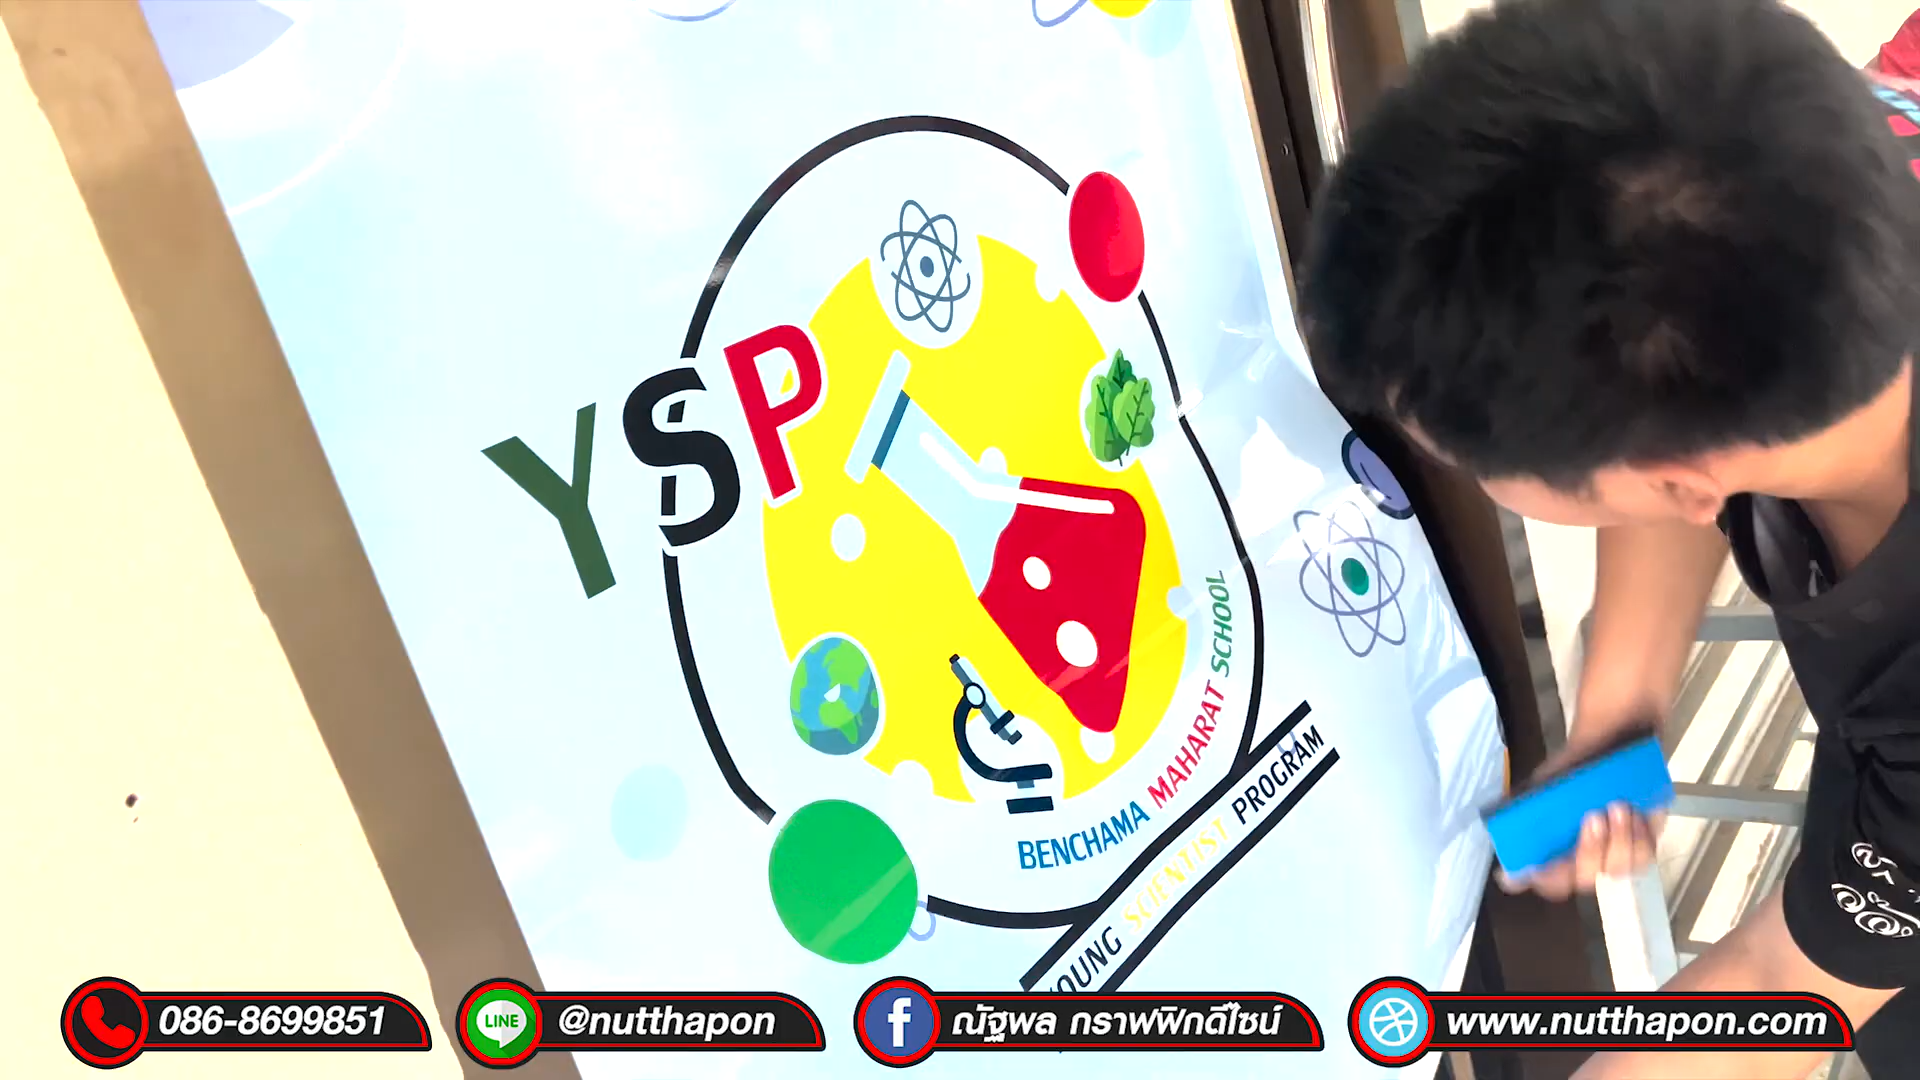 YSP
BENCHAMA MAHARAT SCHOOL
YOUNG SCIENTIST PROGRAM
086-8699851
LINE
@nutthapon
ณัฐพล กราฟฟิกดีไซน์
www.nutthapon.com